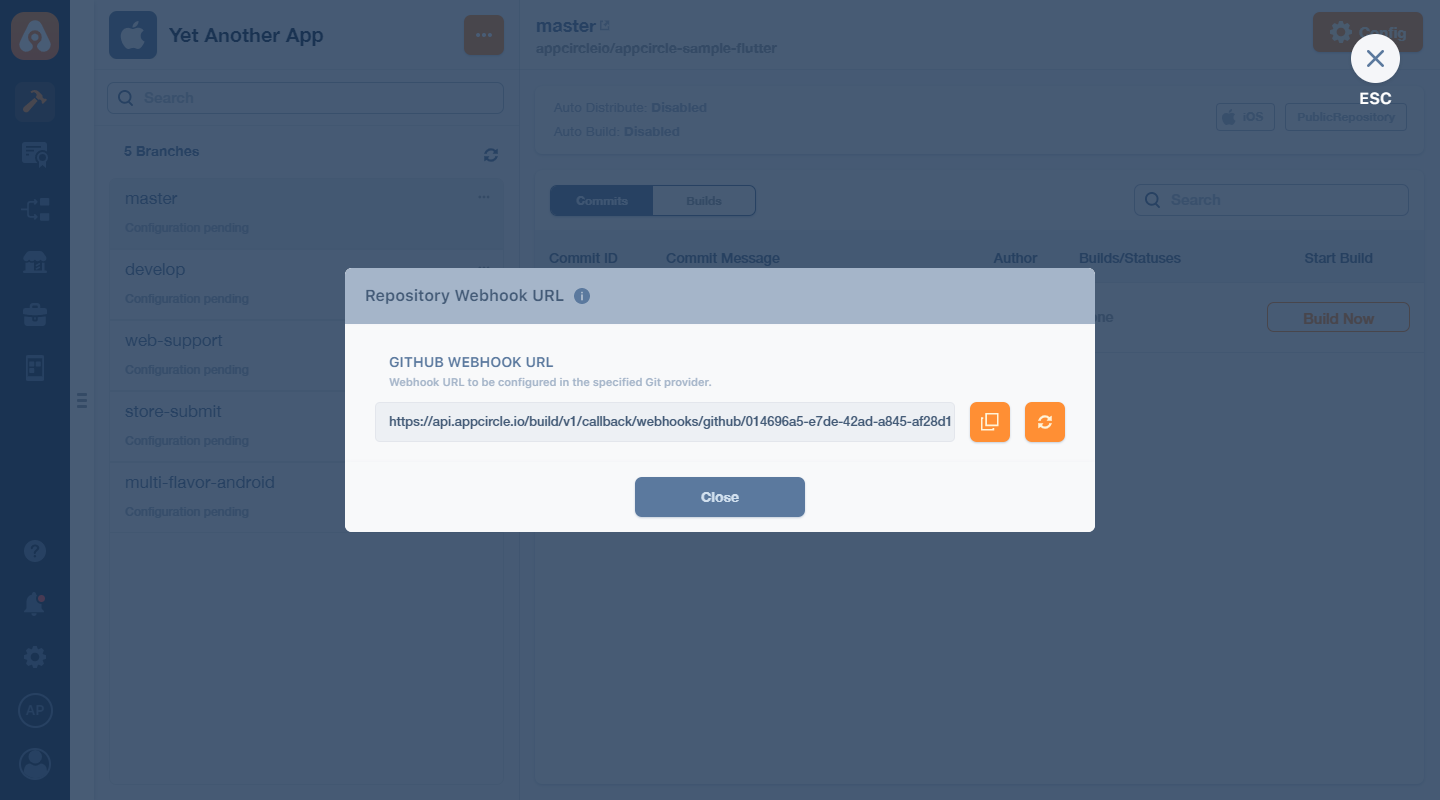 Yet Another App
master
appcircleio/appcircle-sample-flutter
Config
ESC
Search
Auto Distribute: Disabled
Auto Build: Disabled
iOS
PublicRepository
5 Branches
master
Configuration pending
develop
Configuration pending
web-support
Configuration pending
store-submit
Configuration pending
multi-flavor-android
Configuration pending
Commits
Builds
Search
Commit ID
Commit Message
Author
Builds/Statuses
Start Build
Build Now
Repository Webhook URL
GITHUB WEBHOOK URL
Webhook URL to be configured in the specified Git provider.
https://api.appcircle.io/build/v1/callback/webhooks/github/014696a5-e7de-42ad-a845-af28d1
Close
AP